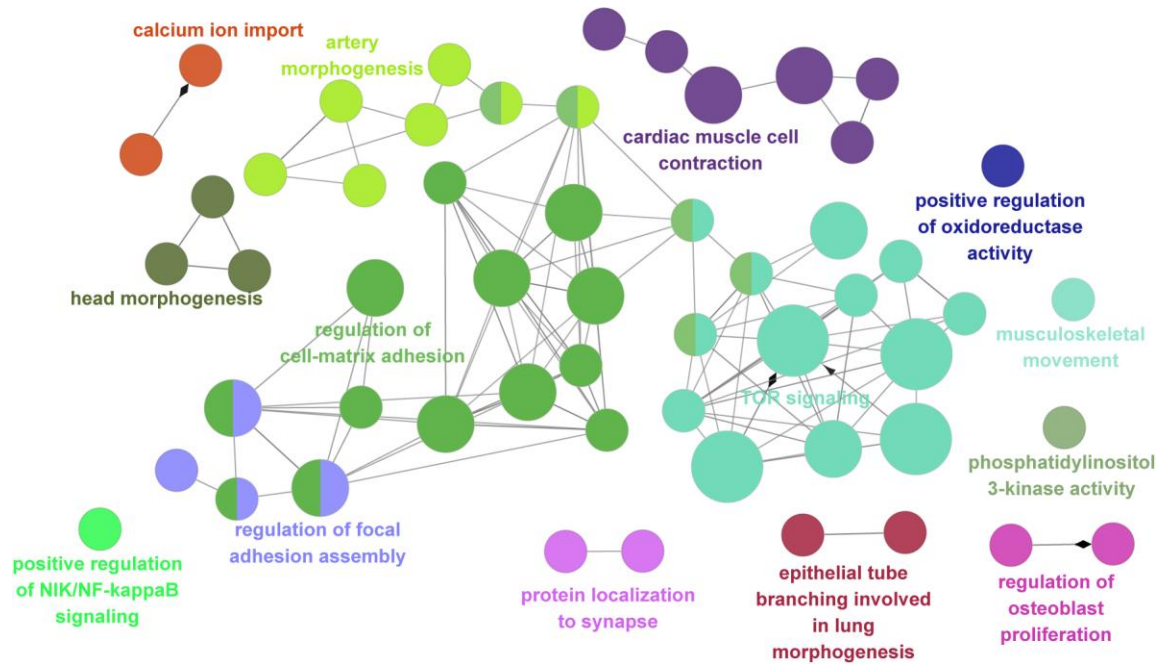 calcium ion import
artery
morphogenesis
cardiac muscle cell
contraction
positive regulation
of oxidoreductase
activity
head morphogenesis
regulation of
cell-matrix adhesion
musculoskeletal
movement
TOR signaling
phosphatidylinositol
3-kinase activity
regulation of focal
adhesion assembly
positive regulation
of NIK/NF-kappaB
signaling
protein localization
to synapse
epithelial tube
branching involved
in lung
morphogenesis
regulation of
osteoblast
proliferation